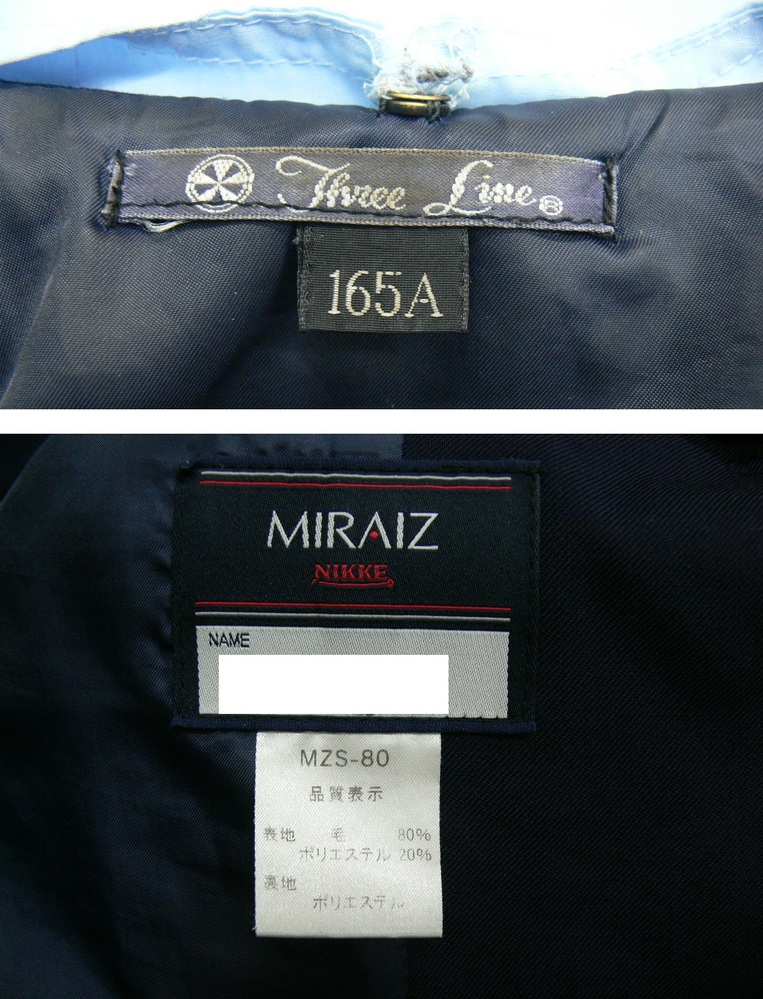 Three Line®
165A
MIRAIZ
NIKKE
NAME
MZS-80
品質表示
表地 毛 80%
ポリエステル 20%
裏地
ポリエステル